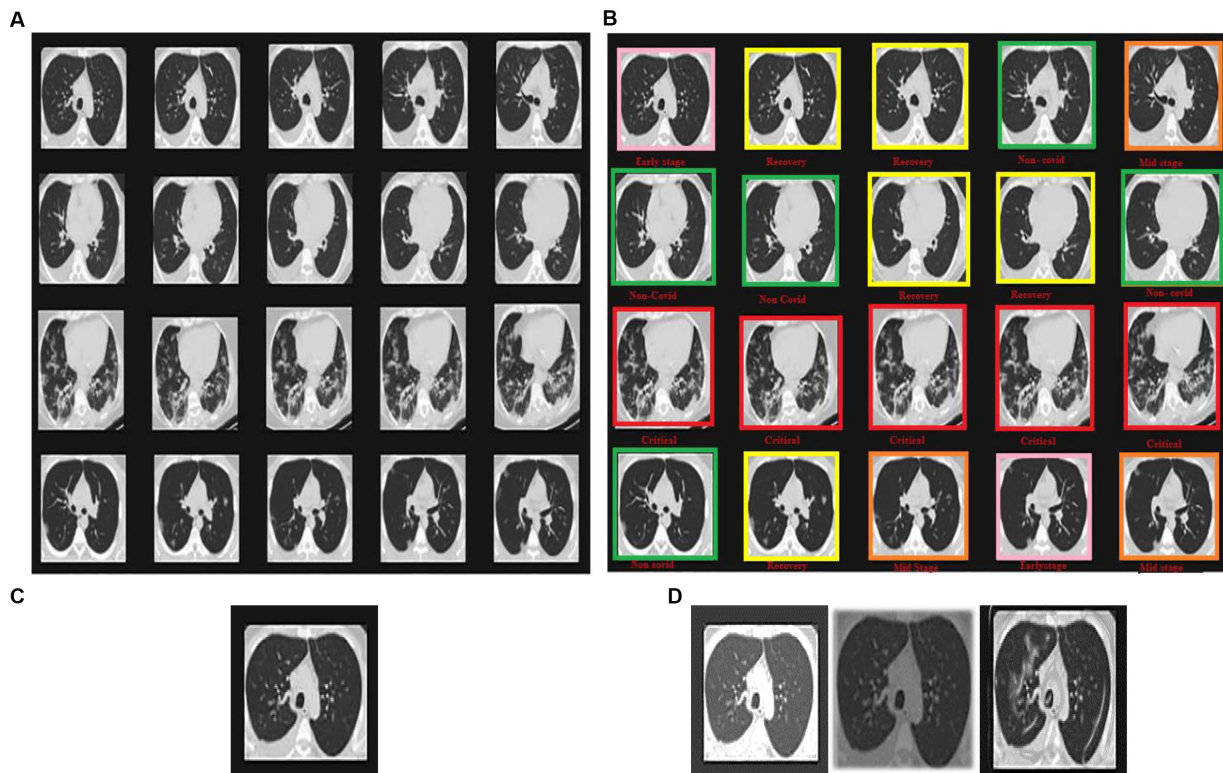 A
B
Early stage Recovery Recovery Non- covid Mid stage
Non-Covid Non Covid Recovery Recovery Non- covid
Critical Critical Critical Critical Critical
Non covid Recovery Mid Stage Earlystage Mid stage
C
D